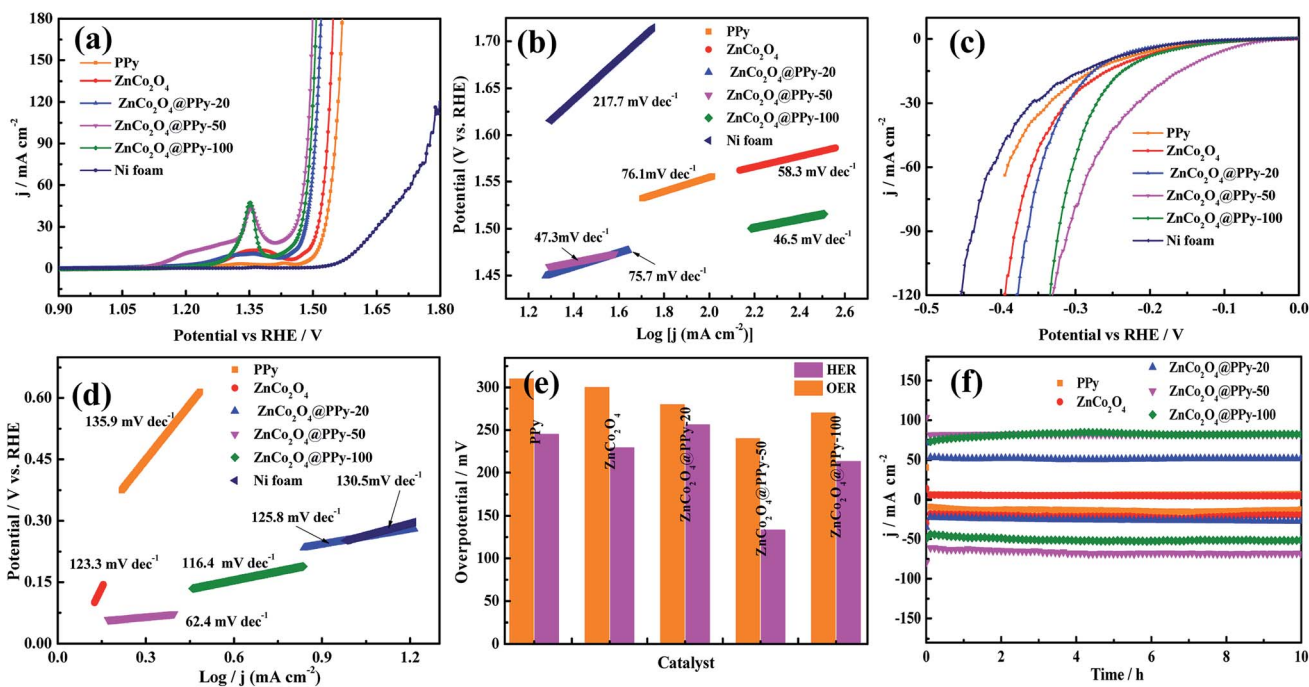 (a)
PPy
ZnCo₂O₄
ZnCo₂O₄@PPy-20
ZnCo₂O₄@PPy-50
ZnCo₂O₄@PPy-100
Ni foam
j / mA cm⁻²
180
150
120
90
60
30
0
0.90 1.05 1.20 1.35 1.50 1.65 1.80
Potential vs RHE / V
(b)
PPy
ZnCo₂O₄
ZnCo₂O₄@PPy-20
ZnCo₂O₄@PPy-50
ZnCo₂O₄@PPy-100
Ni foam
217.7 mV dec⁻¹
76.1mV dec⁻¹
58.3 mV dec⁻¹
47.3mV dec⁻¹
46.5 mV dec⁻¹
75.7 mV dec⁻¹
Potential (V vs. RHE)
1.70
1.65
1.60
1.55
1.50
1.45
1.2 1.4 1.6 1.8 2.0 2.2 2.4 2.6
Log [j (mA cm⁻²)]
(c)
PPy
ZnCo₂O₄
ZnCo₂O₄@PPy-20
ZnCo₂O₄@PPy-50
ZnCo₂O₄@PPy-100
Ni foam
j / mA cm⁻²
0
-30
-60
-90
-120
-0.5 -0.4 -0.3 -0.2 -0.1 0.0
Potential vs RHE / V
(d)
PPy
ZnCo₂O₄
ZnCo₂O₄@PPy-20
ZnCo₂O₄@PPy-50
ZnCo₂O₄@PPy-100
Ni foam
135.9 mV dec⁻¹
130.5mV dec⁻¹
125.8 mV dec⁻¹
123.3 mV dec⁻¹
116.4 mV dec⁻¹
62.4 mV dec⁻¹
Potential / V vs. RHE
0.60
0.45
0.30
0.15
0.00
0.0 0.3 0.6 0.9 1.2
Log / j (mA cm⁻²)
(e)
HER
OER
PPy
ZnCo₂O₄
ZnCo₂O₄@PPy-20
ZnCo₂O₄@PPy-50
ZnCo₂O₄@PPy-100
Overpotential / mV
300
250
200
150
100
50
0
Catalyst
(f)
PPy
ZnCo₂O₄
ZnCo₂O₄@PPy-20
ZnCo₂O₄@PPy-50
ZnCo₂O₄@PPy-100
j / mA cm⁻²
150
100
50
0
-50
-100
-150
0 2 4 6 8 10
Time / h